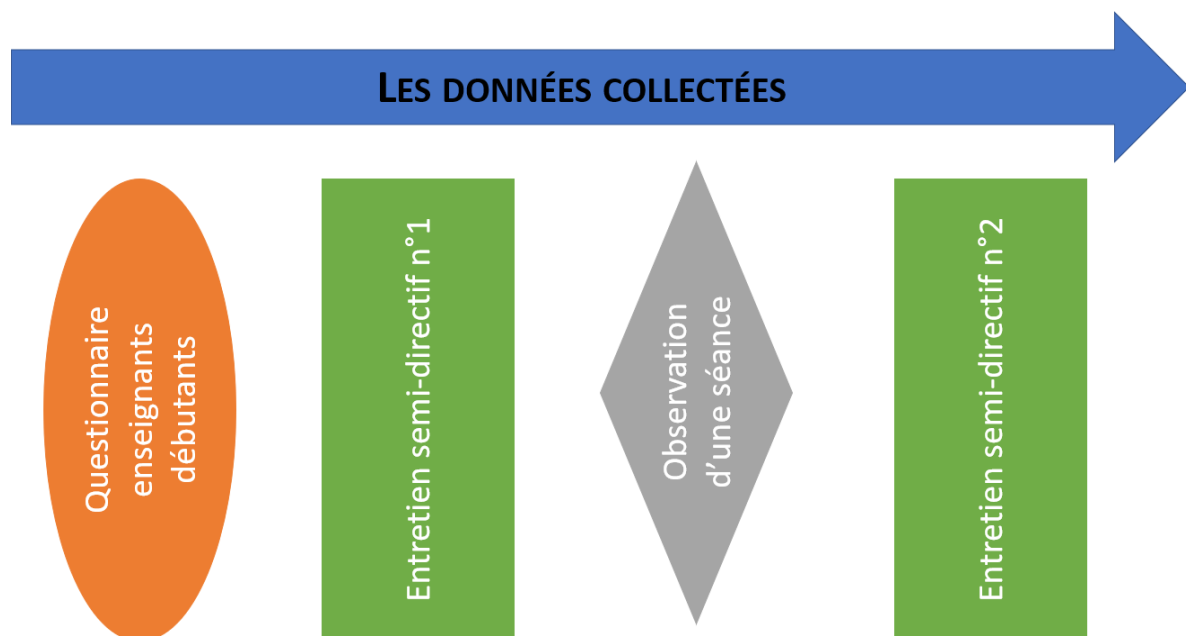 LES DONNÉES COLLECTÉES
Questionnaire
enseignants
débutants
Entretien semi-directif n°1
Observation
d’une séance
Entretien semi-directif n°2